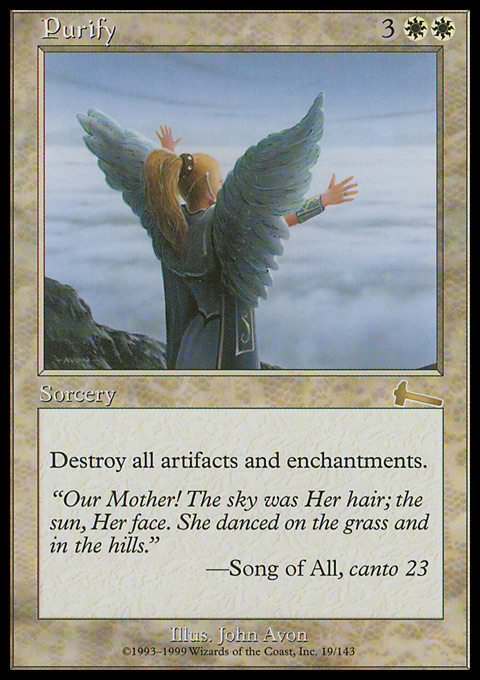 Purify 3
AVON
Sorcery
Destroy all artifacts and enchantments.
“Our Mother! The sky was Her hair; the
sun, Her face. She danced on the grass and
in the hills.”
—Song of All, canto 23
Illus. John Avon
©1993–1999 Wizards of the Coast, Inc. 19/143